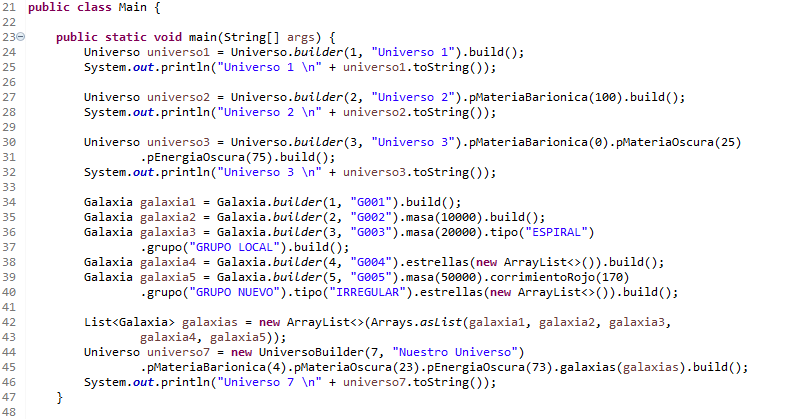 21 public class Main {
22
23 public static void main(String[] args) {
24 Universo universo1 = Universo.builder(1, "Universo 1").build();
25 System.out.println("Universo 1 \n" + universo1.toString());
26
27 Universo universo2 = Universo.builder(2, "Universo 2").pMateriaBarionica(100).build();
28 System.out.println("Universo 2 \n" + universo2.toString());
29
30 Universo universo3 = Universo.builder(3, "Universo 3").pMateriaBarionica(0).pMateriaOscura(25)
31 .pEnergiaOscura(75).build();
32 System.out.println("Universo 3 \n" + universo3.toString());
33
34 Galaxia galaxia1 = Galaxia.builder(1, "G001").build();
35 Galaxia galaxia2 = Galaxia.builder(2, "G002").masa(10000).build();
36 Galaxia galaxia3 = Galaxia.builder(3, "G003").masa(20000).tipo("ESPIRAL")
37 .grupo("GRUPO LOCAL").build();
38 Galaxia galaxia4 = Galaxia.builder(4, "G004").estrellas(new ArrayList<>()).build();
39 Galaxia galaxia5 = Galaxia.builder(5, "G005").masa(50000).corrimientoRojo(170)
40 .grupo("GRUPO NUEVO").tipo("IRREGULAR").estrellas(new ArrayList<>()).build();
41
42 List<Galaxia> galaxias = new ArrayList<>(Arrays.asList(galaxia1, galaxia2, galaxia3,
43 galaxia4, galaxia5));
44 Universo universo7 = new UniversoBuilder(7, "Nuestro Universo")
45 .pMateriaBarionica(4).pMateriaOscura(23).pEnergiaOscura(73).galaxias(galaxias).build();
46 System.out.println("Universo 7 \n" + universo7.toString());
47 }
48